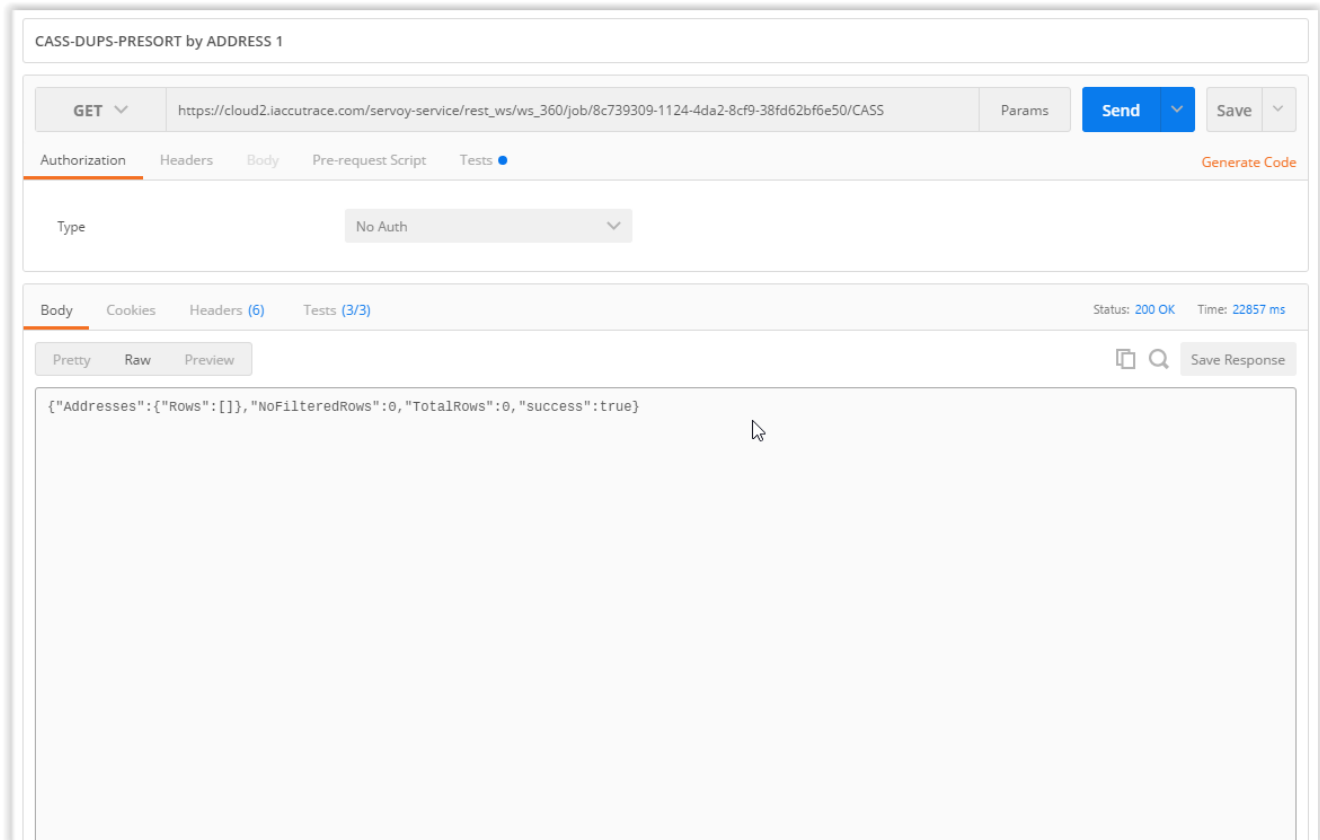 CASS-DUPS-PRESORT by ADDRESS 1
GET https://cloud2.iaccutrace.com/servoy-service/rest_ws/ws_360/job/8c739309-1124-4da2-8cf9-38fd62bf6e50/CASS Params Send Save
Authorization Headers Body Pre-request Script Tests Generate Code
Type No Auth
Body Cookies Headers (6) Tests (3/3) Status: 200 OK Time: 22857 ms
Pretty Raw Preview Save Response
{"Addresses":{"Rows":[]},"NoFilteredRows":0,"TotalRows":0,"success":true}